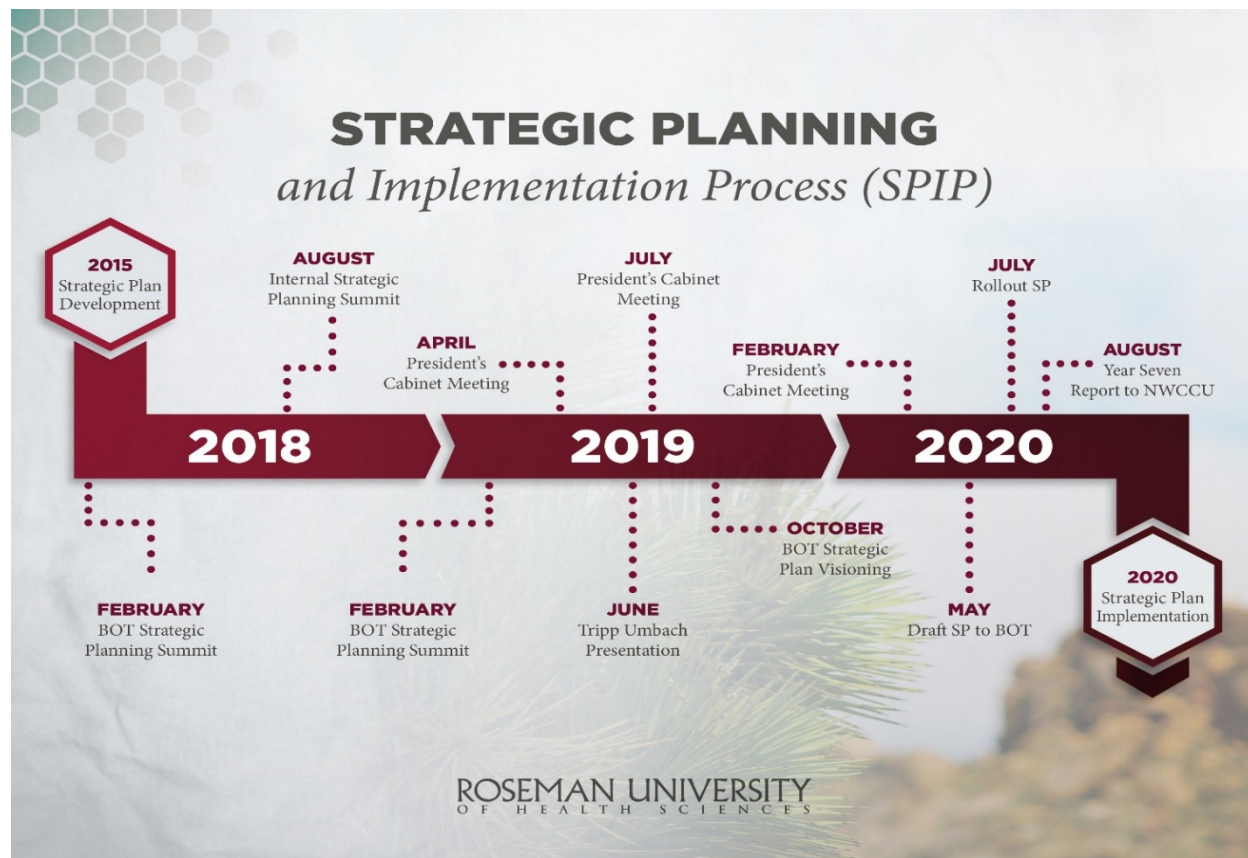 STRATEGIC PLANNING
and Implementation Process (SPIP)
2015
Strategic Plan
Development
AUGUST
Internal Strategic
Planning Summit
APRIL
President's
Cabinet Meeting
JULY
President's Cabinet
Meeting
FEBRUARY
President's
Cabinet Meeting
JULY
Rollout SP
AUGUST
Year Seven
Report to NWCCU
2018
2019
2020
FEBRUARY
BOT Strategic
Planning Summit
FEBRUARY
BOT Strategic
Planning Summit
JUNE
Tripp Umbach
Presentation
OCTOBER
BOT Strategic
Plan Visioning
MAY
Draft SP to BOT
2020
Strategic Plan
Implementation
ROSEMAN UNIVERSITY
OF HEALTH SCIENCES